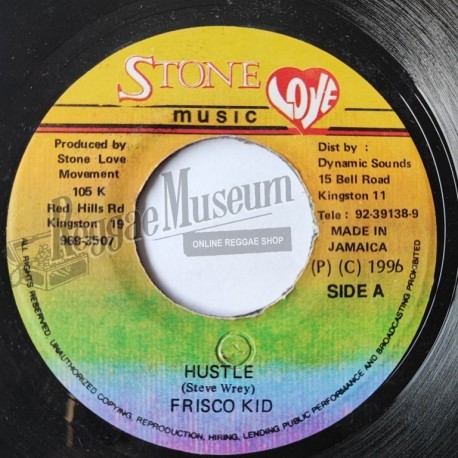 STONE LOVE
music
Produced by
Stone Love
Movement
105 K
Red Hills Rd
Kingston 19
969-3507
Dist by :
Dynamic Sounds
15 Bell Road
Kingston 11
Tele : 92-39138-9
MADE IN
JAMAICA
(P) (C) 1996
SIDE A
Reggae Museum
ONLINE REGGAE SHOP
HUSTLE
(Steve Wrey)
FRISCO KID
ALL RIGHTS RESERVED. UNAUTHORIZED COPYING, REPRODUCTION, HIRING, LENDING PUBLIC PERFORMANCE AND BROADCASTING PROHIBITED